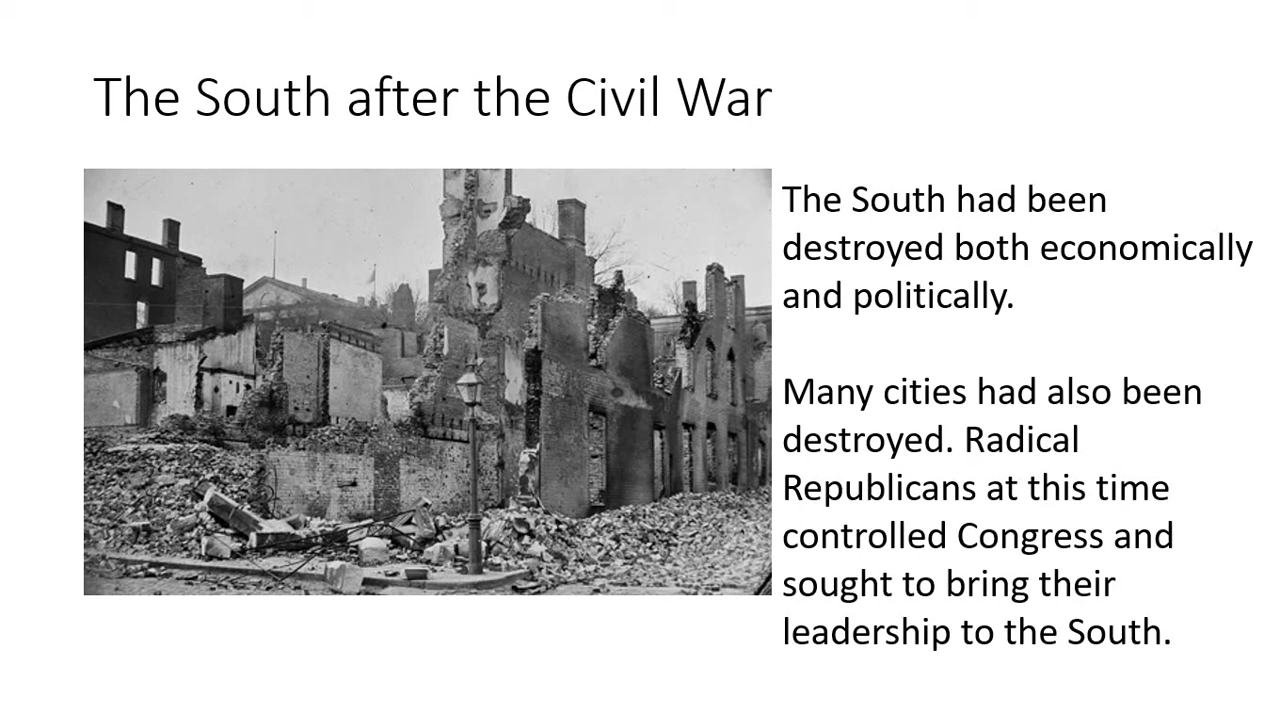 The South after the Civil War
The South had been
destroyed both economically
and politically.
Many cities had also been
destroyed. Radical
Republicans at this time
controlled Congress and
sought to bring their
leadership to the South.